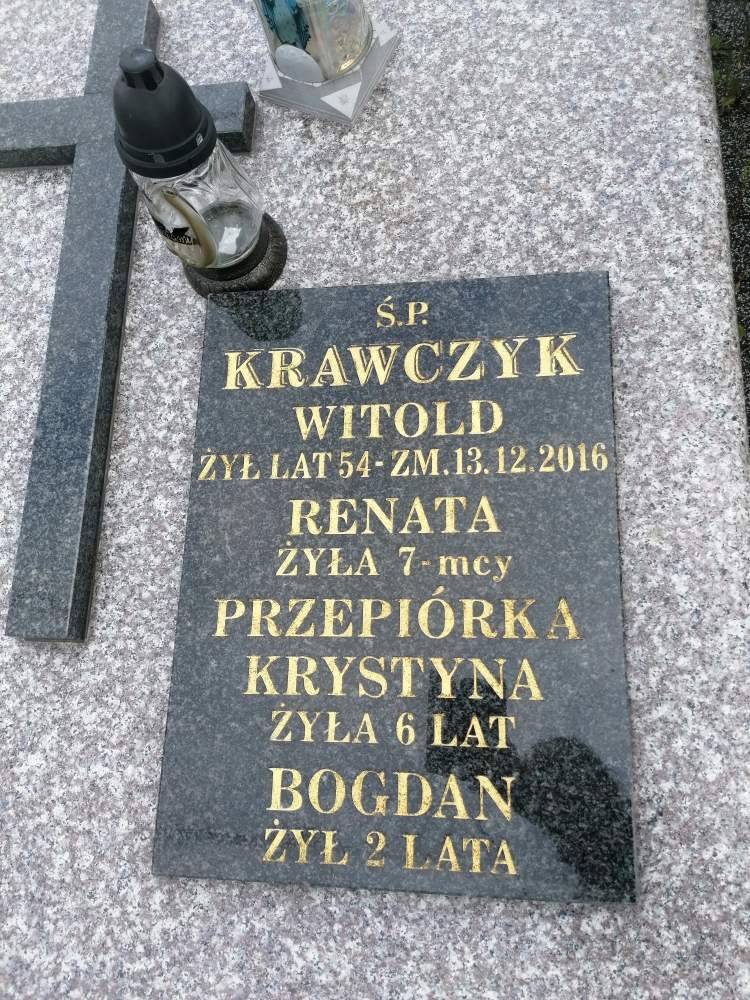 Ś.P.
KRAWCZYK
WITOLD
ŻYŁ LAT 54 - ZM. 13.12.2016
RENATA
ŻYŁA 7 - mcy
PRZEPIÓRKA
KRYSTYNA
ŻYŁA 6 LAT
BOGDAN
ŻYŁ 2 LATA